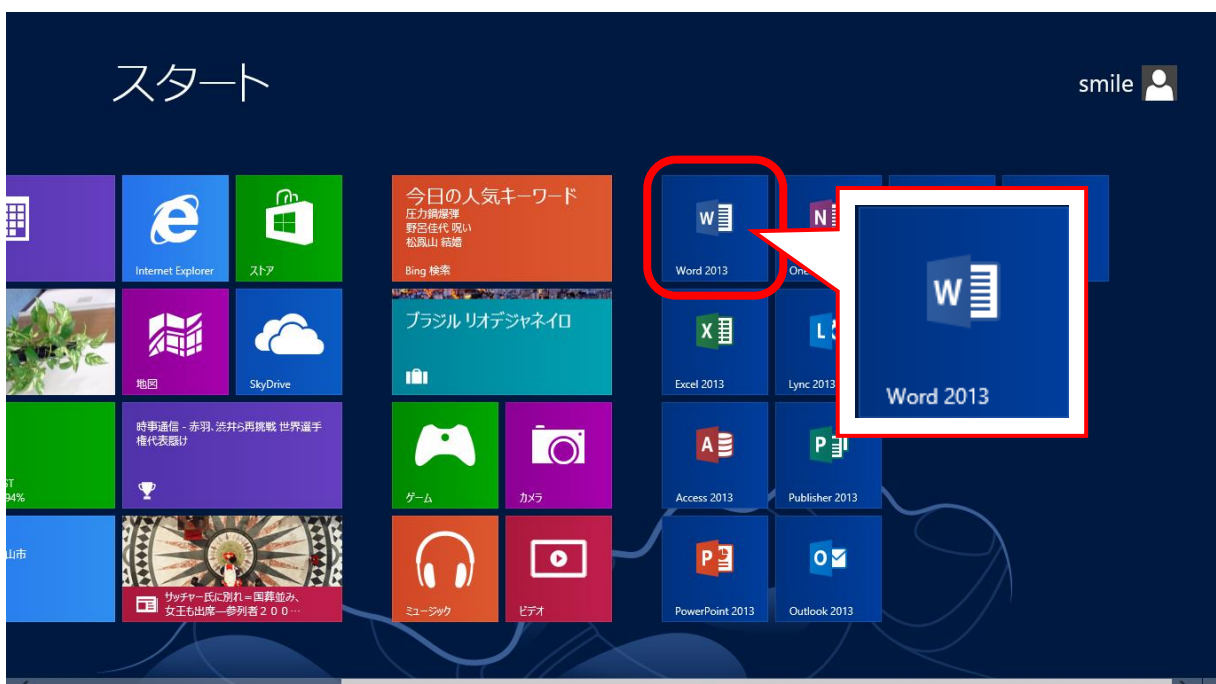 スタート
smile
Internet Explorer
ストア
地図
SkyDrive
時事通信 - 赤羽、渋井ら再挑戦 世界選手
権代表懸け
94%
山市
サッチャー氏に別れ=国葬並み、
女王も出席―参列者２００…
今日の人気キーワード
圧力鍋爆弾
野呂佳代 呪い
松鳳山 結婚
Bing 検索
ブラジル リオデジャネイロ
ゲーム
カメラ
ミュージック
ビデオ
W
Word 2013
N
X
Excel 2013
L
Lync 2013
A
Access 2013
P
Publisher 2013
P
PowerPoint 2013
O
Outlook 2013
W
Word 2013